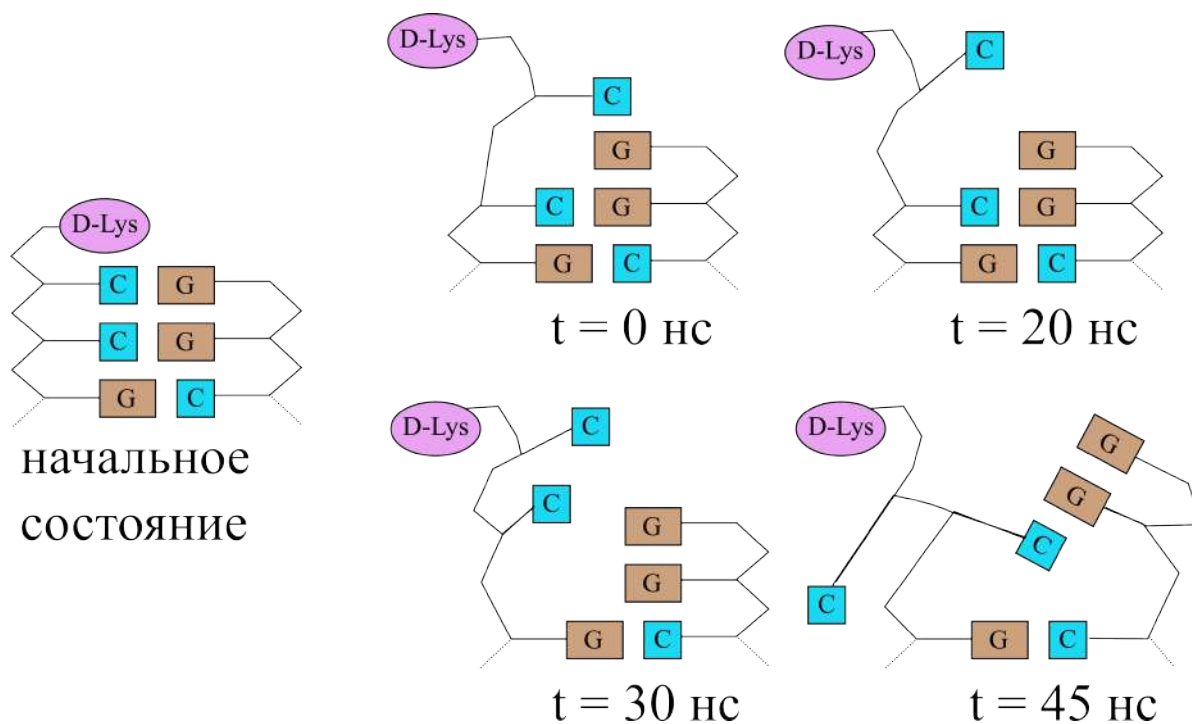 D-Lys
C G
C G
G C
начальное
состояние
D-Lys
C
G
C G
G C
t = 0 нс
D-Lys
C
G
C G
G C
t = 20 нс
D-Lys
C
C
G
G
G C
t = 30 нс
D-Lys
G
G
C
C
G C
t = 45 нс